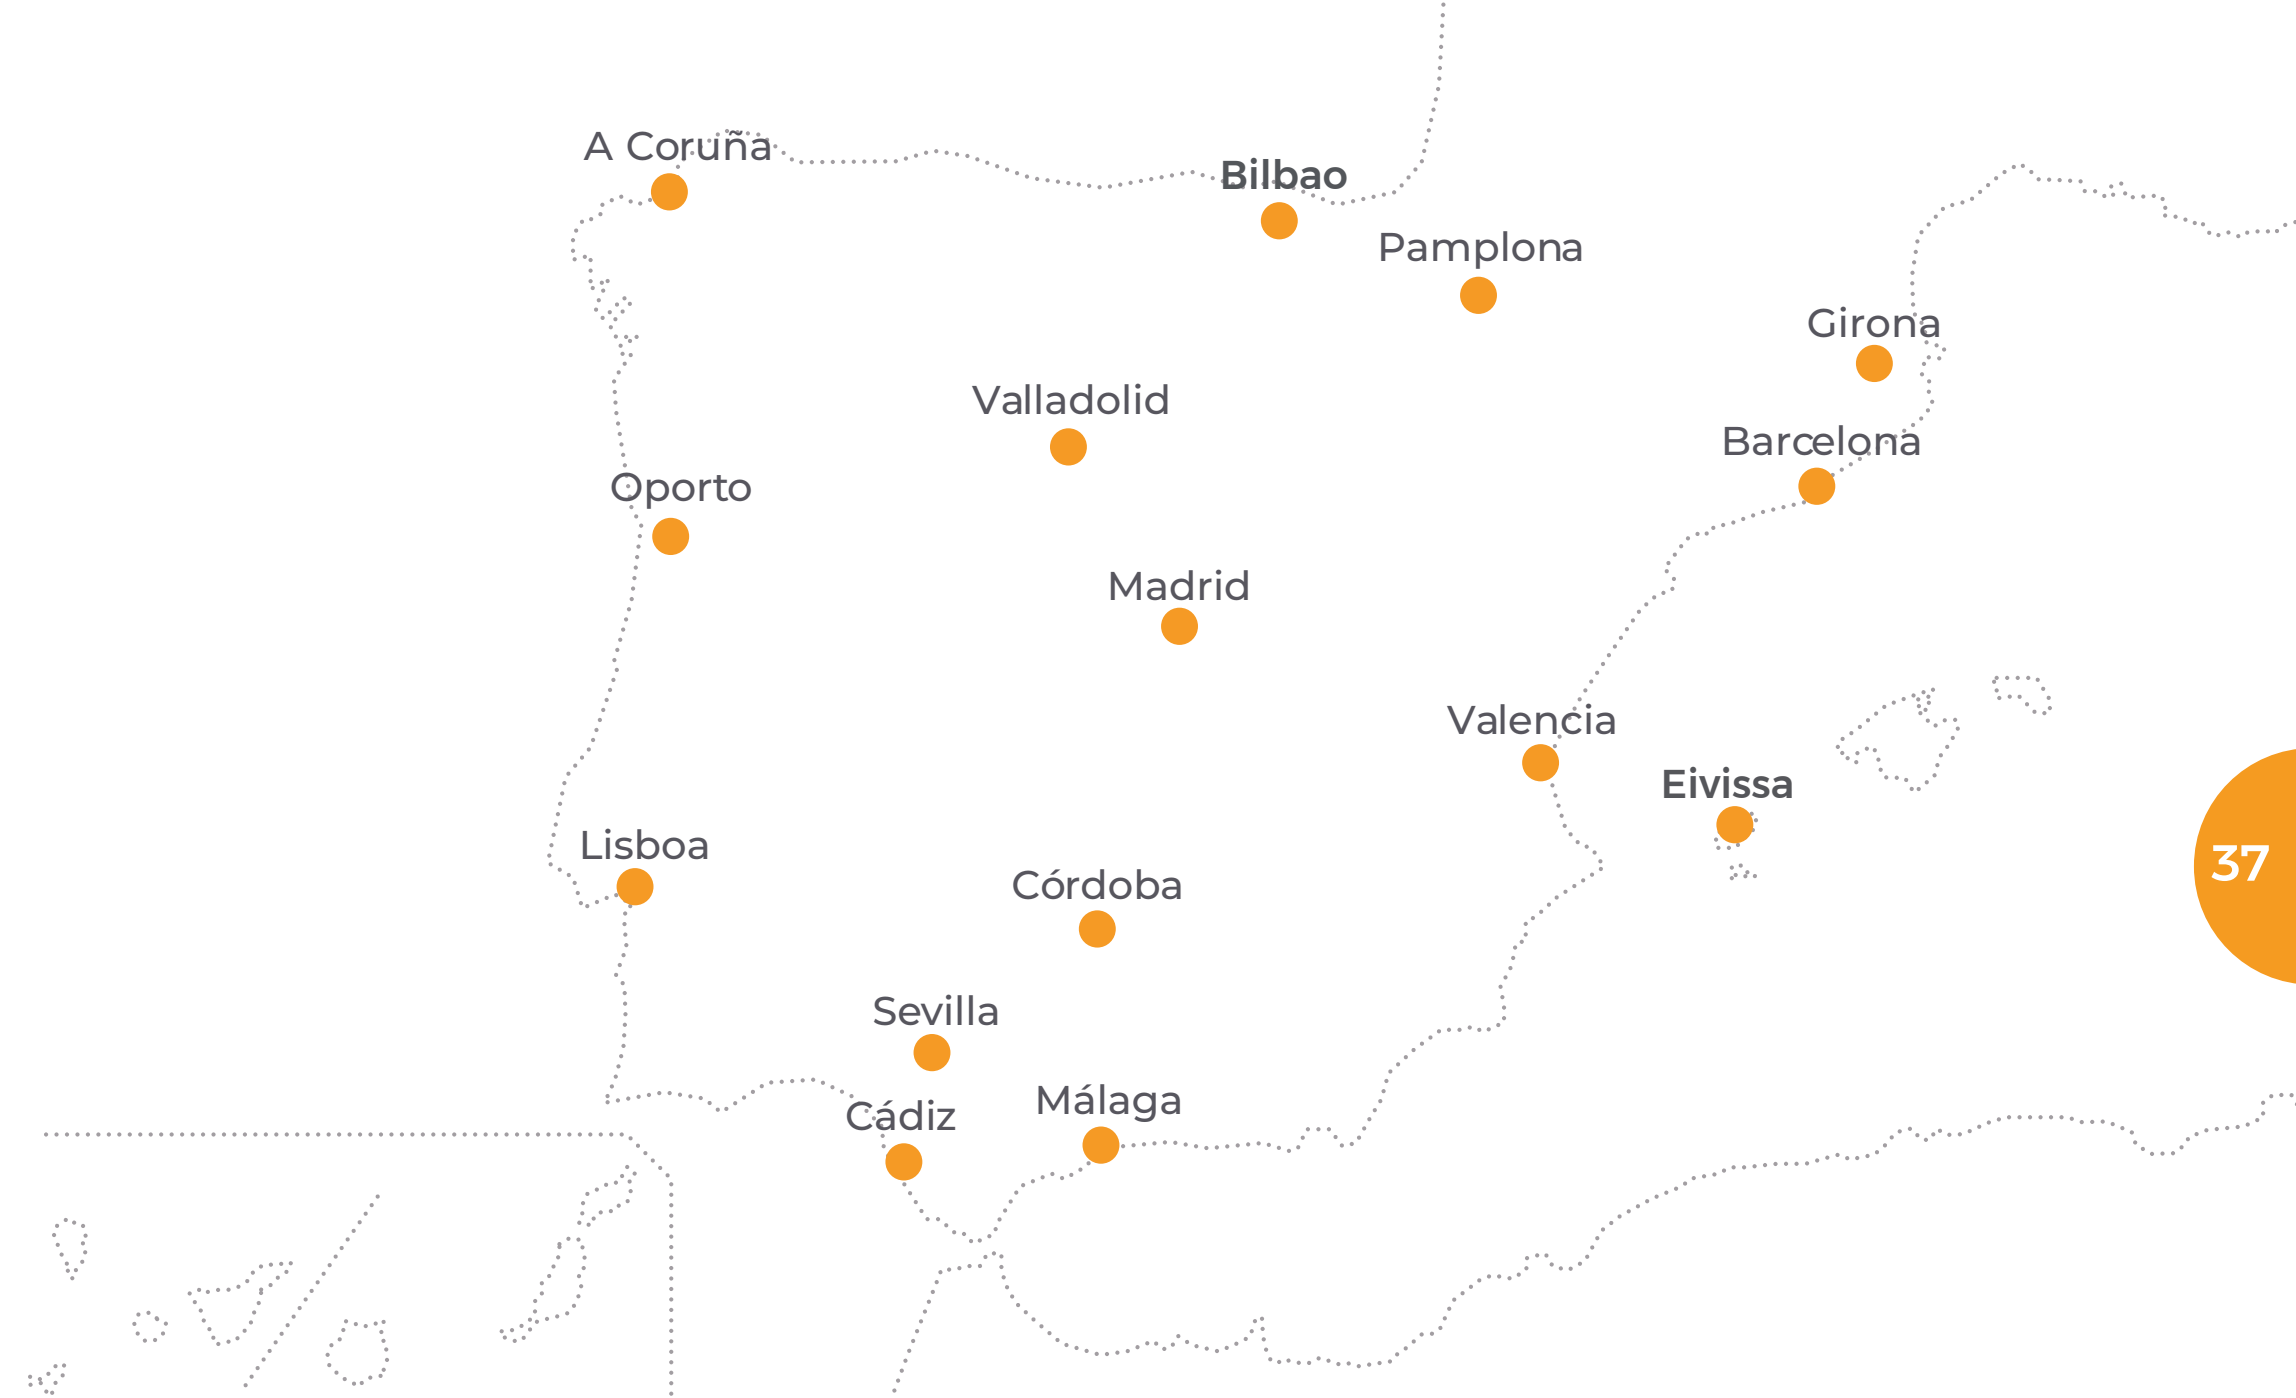 A Coruña
Bilbao
Pamplona
Girona
Valladolid
Barcelona
Oporto
Madrid
Valencia
Eivissa
Lisboa
37
Córdoba
Sevilla
Málaga
Cádiz